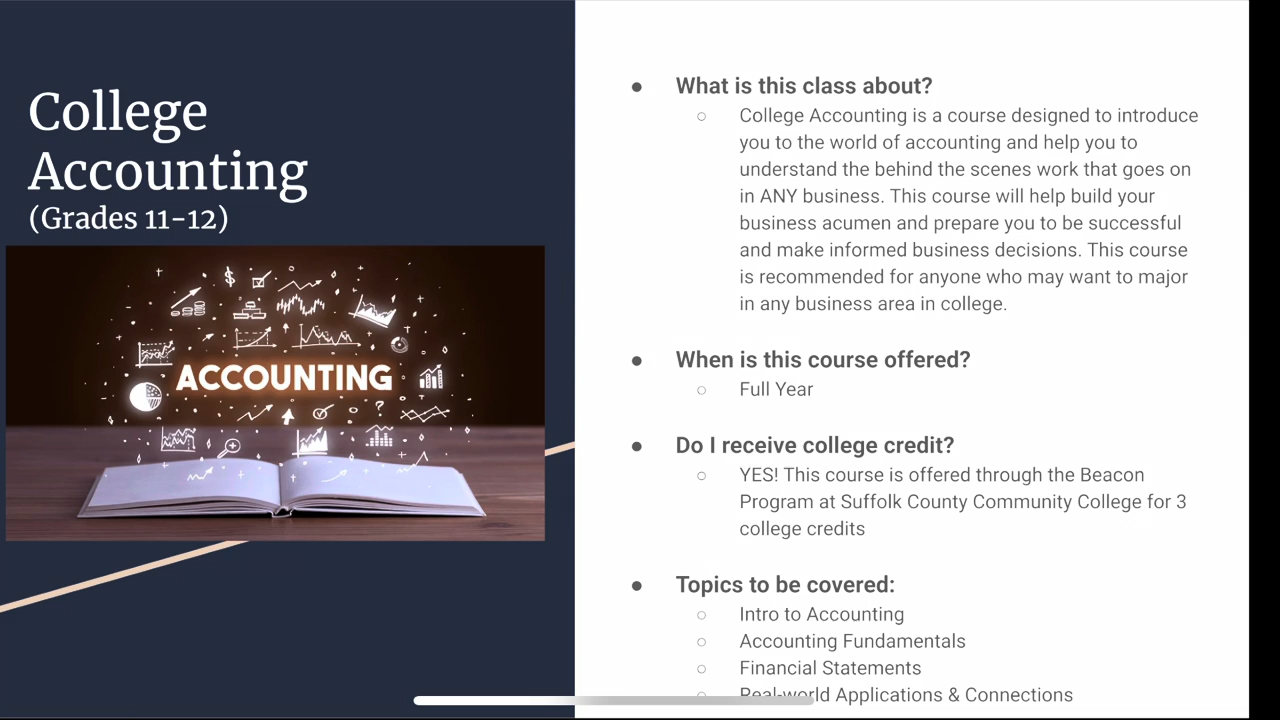 College
Accounting
(Grades 11-12)
ACCOUNTING
● What is this class about?
○ College Accounting is a course designed to introduce
you to the world of accounting and help you to
understand the behind the scenes work that goes on
in ANY business. This course will help build your
business acumen and prepare you to be successful
and make informed business decisions. This course
is recommended for anyone who may want to major
in any business area in college.
● When is this course offered?
○ Full Year
● Do I receive college credit?
○ YES! This course is offered through the Beacon
Program at Suffolk County Community College for 3
college credits
● Topics to be covered:
○ Intro to Accounting
○ Accounting Fundamentals
○ Financial Statements
○ Real-world Applications & Connections